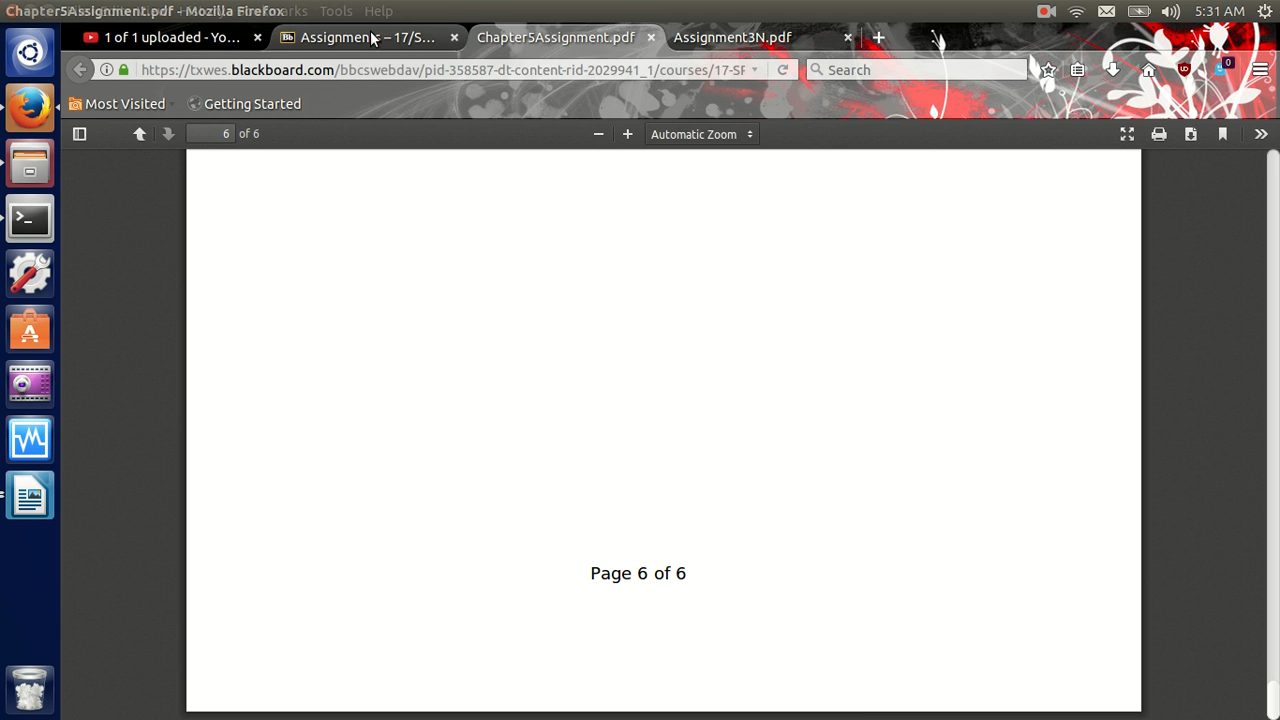 Chapter5Assignment.pdf - Mozilla Firefox
Tools Help
5:31 AM
1 of 1 uploaded - Yo...
Assignment – 17/S...
Chapter5Assignment.pdf
Assignment3N.pdf
https://txwes.blackboard.com/bbcswebdav/pid-358587-dt-content-rid-2029941_1/courses/17-SF
Search
0
Most Visited
Getting Started
6 of 6
Automatic Zoom
Page 6 of 6